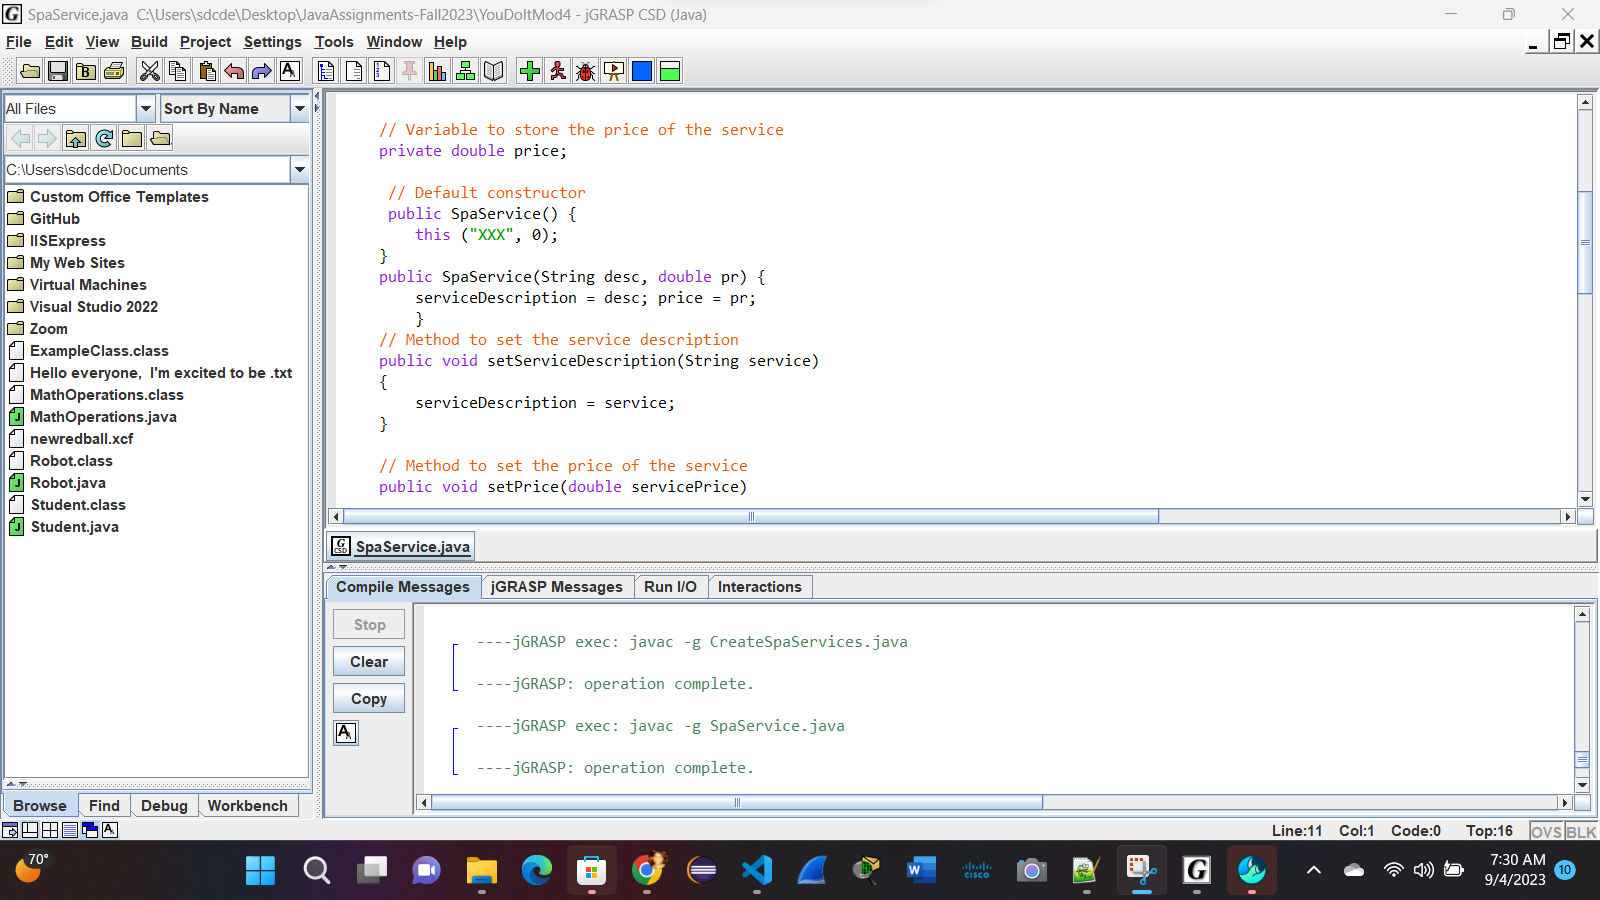 SpaService.java  C:\Users\sdcde\Desktop\JavaAssignments-Fall2023\YouDoItMod4 - jGRASP CSD (Java)
File Edit View Build Project Settings Tools Window Help
All Files
Sort By Name
C:\Users\sdcde\Documents
Custom Office Templates
GitHub
IISExpress
My Web Sites
Virtual Machines
Visual Studio 2022
Zoom
ExampleClass.class
Hello everyone,  I'm excited to be .txt
MathOperations.class
MathOperations.java
newredball.xcf
Robot.class
Robot.java
Student.class
Student.java
Browse Find Debug Workbench
// Variable to store the price of the service
private double price;
// Default constructor
public SpaService() {
this ("XXX", 0);
}
public SpaService(String desc, double pr) {
serviceDescription = desc; price = pr;
}
// Method to set the service description
public void setServiceDescription(String service)
{
serviceDescription = service;
}
// Method to set the price of the service
public void setPrice(double servicePrice)
SpaService.java
Compile Messages jGRASP Messages Run I/O Interactions
Stop
Clear
Copy
----jGRASP exec: javac -g CreateSpaServices.java
----jGRASP: operation complete.
----jGRASP exec: javac -g SpaService.java
----jGRASP: operation complete.
Line:11 Col:1 Code:0 Top:16 OVS BLK
70°
cisco
7:30 AM
9/4/2023
10